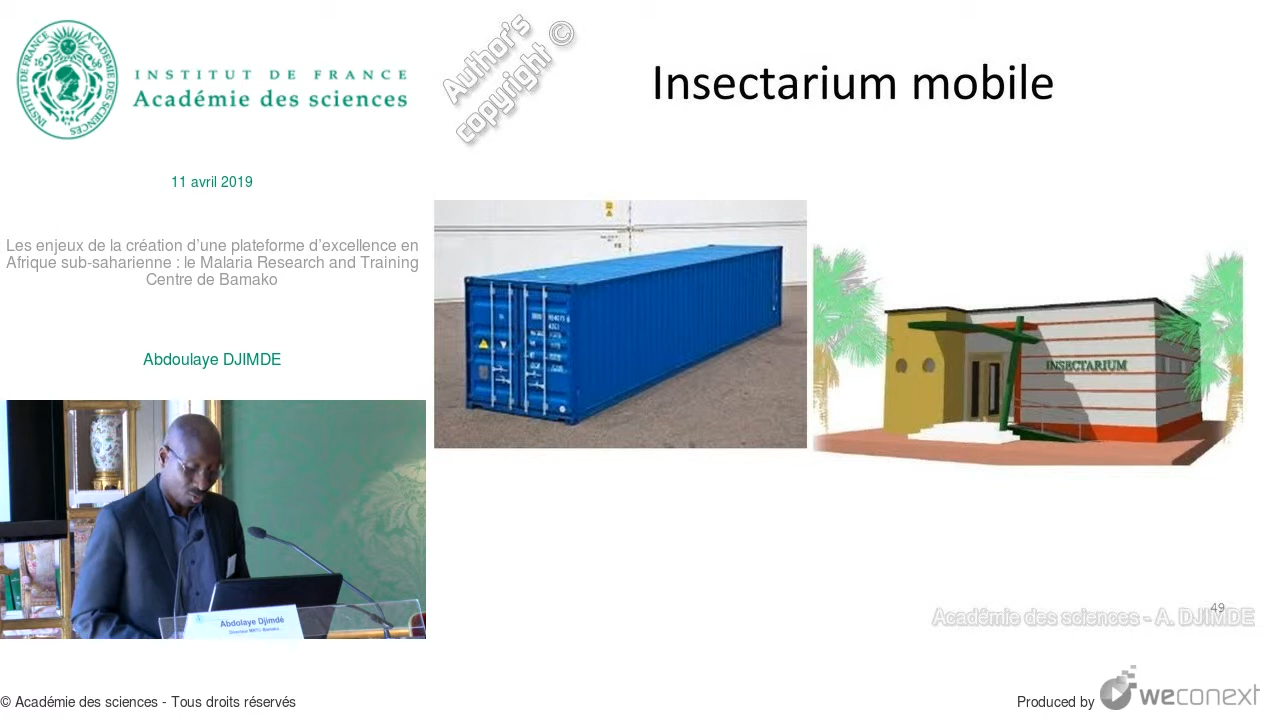 INSTITUT DE FRANCE
Académie des sciences
Author's
copyright ©
Insectarium mobile
11 avril 2019
Les enjeux de la création d’une plateforme d’excellence en
Afrique sub-saharienne : le Malaria Research and Training
Centre de Bamako
Abdoulaye DJIMDE
INSECTARIUM
Abdolaye Djimdé
49
Académie des sciences - A. DJIMDE
© Académie des sciences - Tous droits réservés
Produced by weconext